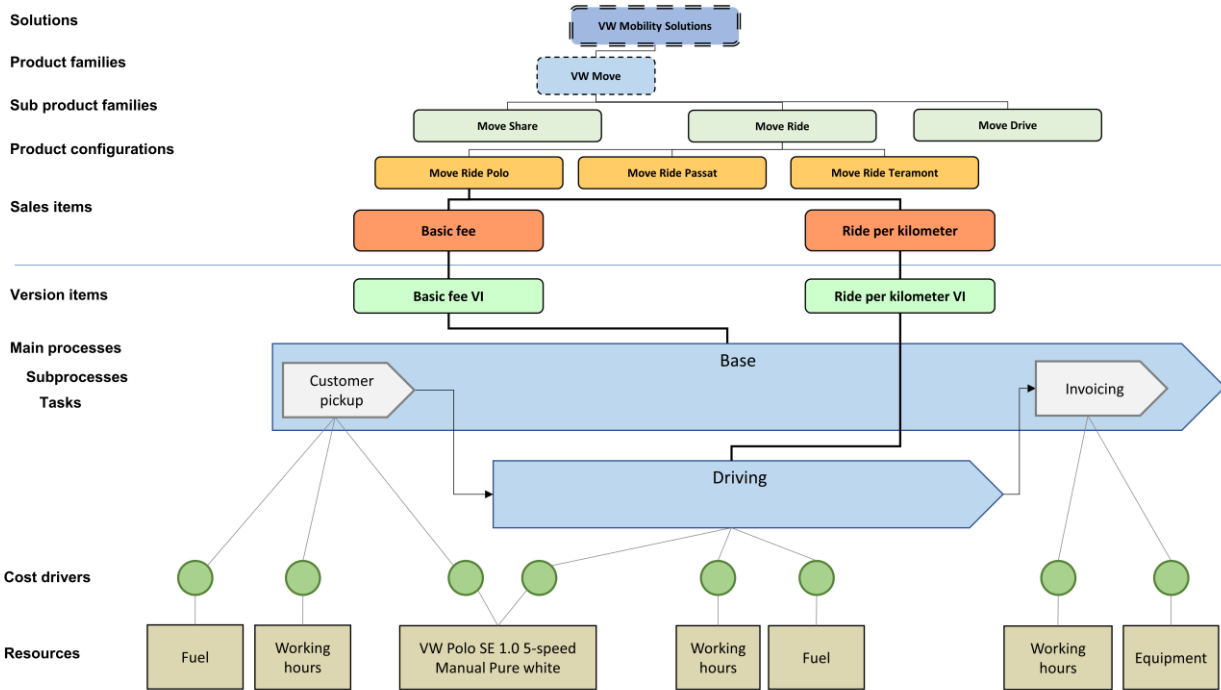 Solutions
VW Mobility Solutions
Product families
VW Move
Sub product families
Move Share
Move Ride
Move Drive
Product configurations
Move Ride Polo
Move Ride Passat
Move Ride Teramont
Sales items
Basic fee
Ride per kilometer
Version items
Basic fee VI
Ride per kilometer VI
Main processes
Base
Subprocesses
Tasks
Customer
pickup
Invoicing
Driving
Cost drivers
Resources
Fuel
Working
hours
VW Polo SE 1.0 5-speed
Manual Pure white
Working
hours
Fuel
Working
hours
Equipment